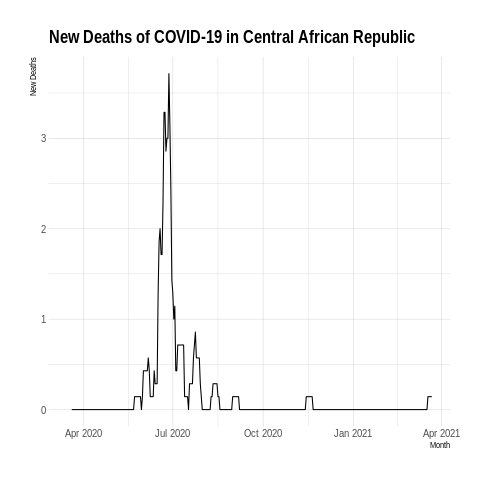 New Deaths of COVID-19 in Central African Republic
New Deaths
3
2
1
0
Apr 2020 Jul 2020 Oct 2020 Jan 2021 Apr 2021
Month